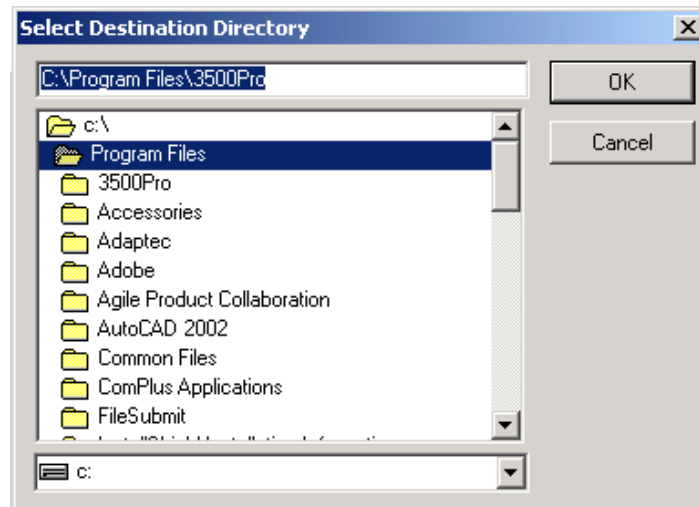 Select Destination Directory
C:\Program Files\3500Pro
OK
c:\
Cancel
Program Files
3500Pro
Accessories
Adaptec
Adobe
Agile Product Collaboration
AutoCAD 2002
Common Files
ComPlus Applications
FileSubmit
c: